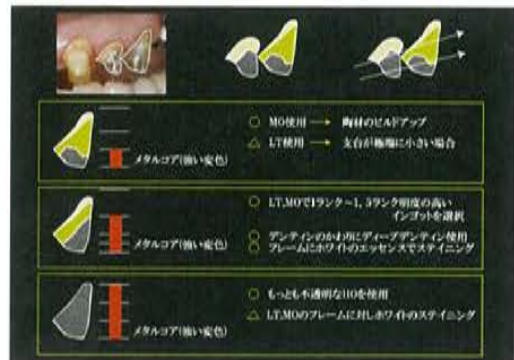 ○ MO使用 → 陶材のビルドアップ
△ LT使用 → 支台が極端に小さい場合
メタルコア(強い変色)
○ LT,MOで1ランク~1, 5ランク明度の高い
インゴットを選択
メタルコア(強い変色)
○ デンティンのかわりにディープデンティン使用
○ フレームにホワイトのエッセンスでステイニング
○ もっとも不透明なHOを使用
メタルコア(強い変色)
△ LT,MOのフレームに対しホワイトのステイニング